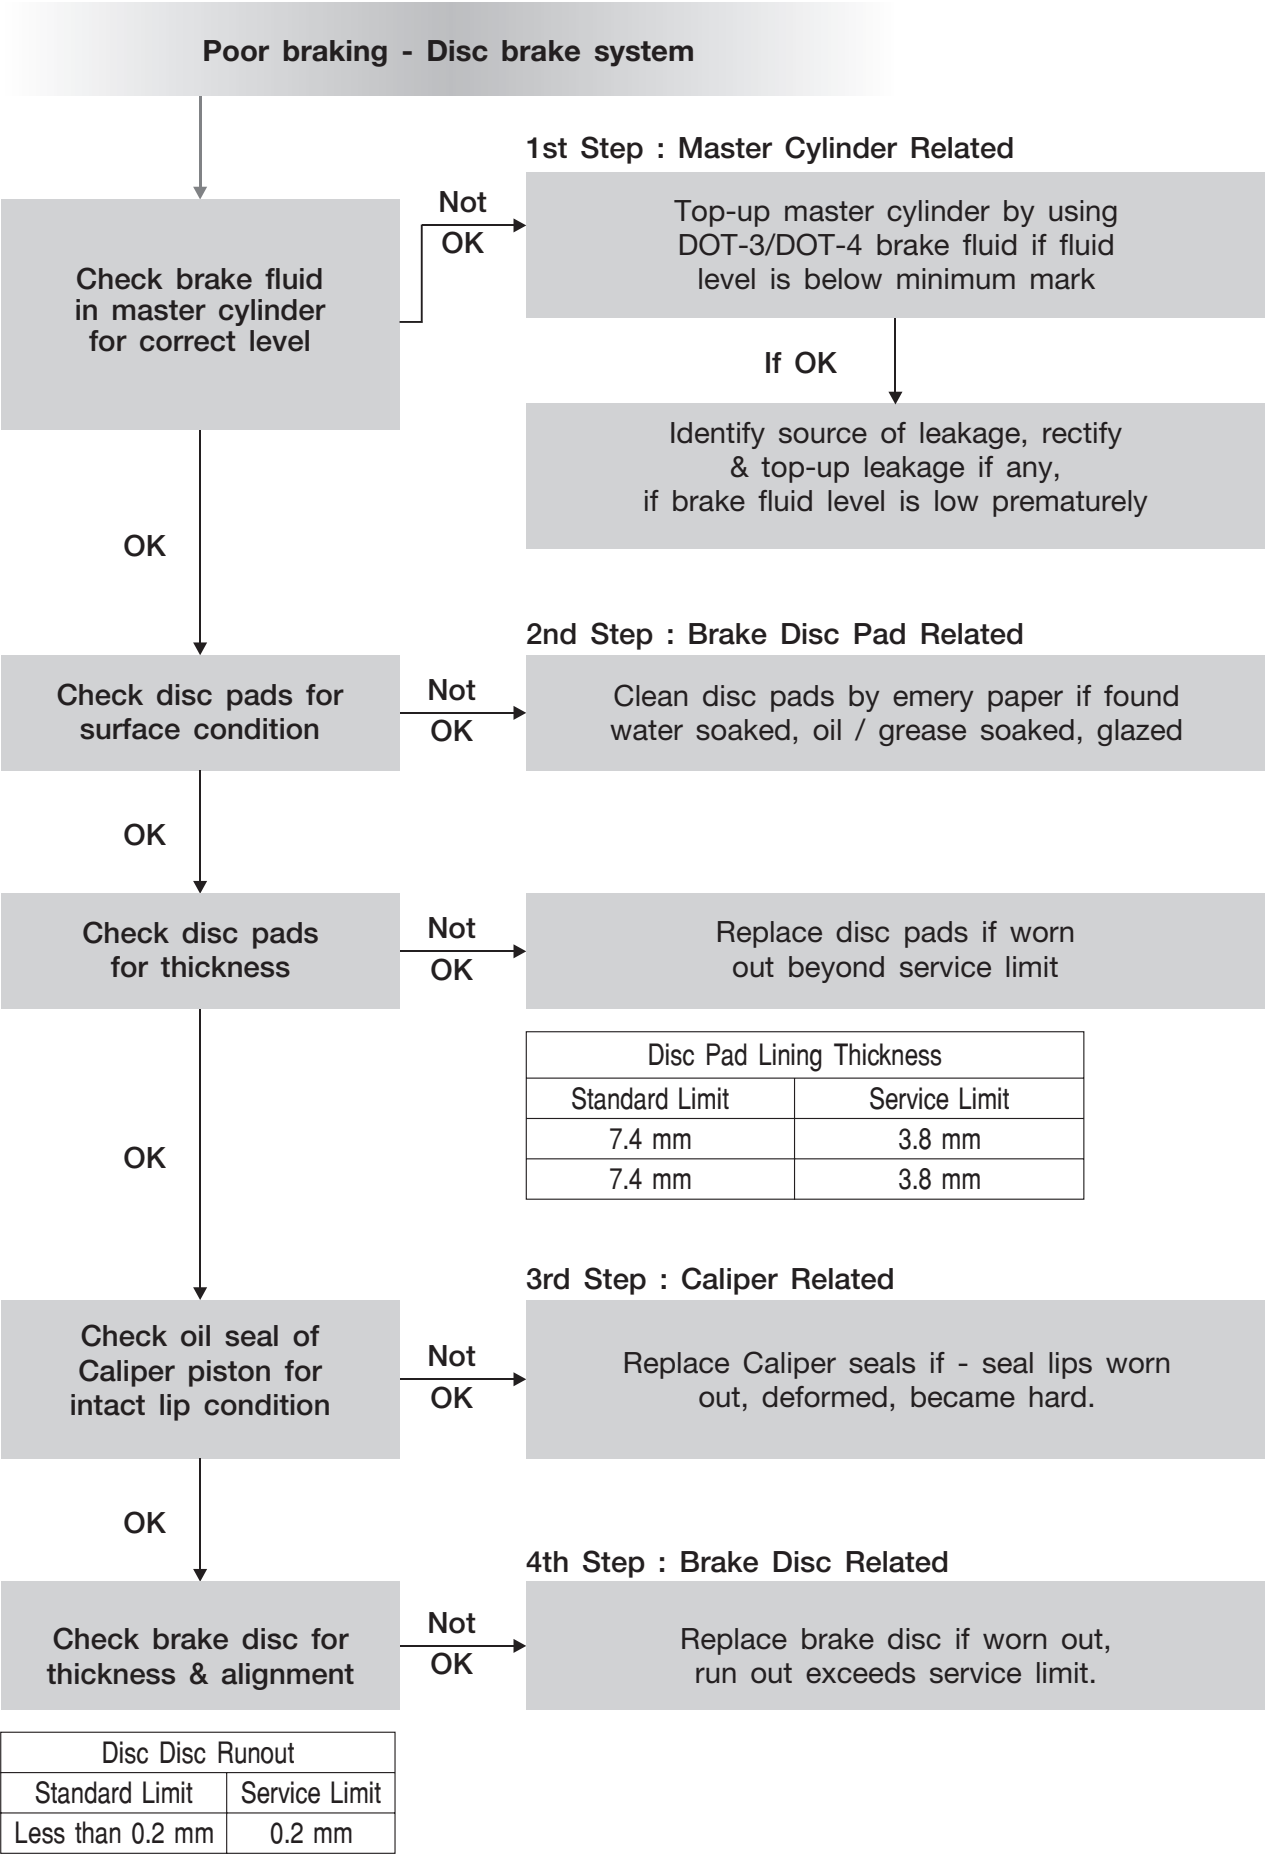 Poor braking - Disc brake system
1st Step : Master Cylinder Related
Check brake fluid
in master cylinder
for correct level
Not
OK
Top-up master cylinder by using
DOT-3/DOT-4 brake fluid if fluid
level is below minimum mark
If OK
Identify source of leakage, rectify
& top-up leakage if any,
if brake fluid level is low prematurely
OK
2nd Step : Brake Disc Pad Related
Check disc pads for
surface condition
Not
OK
Clean disc pads by emery paper if found
water soaked, oil / grease soaked, glazed
OK
Check disc pads
for thickness
Not
OK
Replace disc pads if worn
out beyond service limit
Disc Pad Lining Thickness
Standard Limit Service Limit
7.4 mm 3.8 mm
7.4 mm 3.8 mm
OK
3rd Step : Caliper Related
Check oil seal of
Caliper piston for
intact lip condition
Not
OK
Replace Caliper seals if - seal lips worn
out, deformed, became hard.
OK
4th Step : Brake Disc Related
Check brake disc for
thickness & alignment
Not
OK
Replace brake disc if worn out,
run out exceeds service limit.
Disc Disc Runout
Standard Limit Service Limit
Less than 0.2 mm 0.2 mm